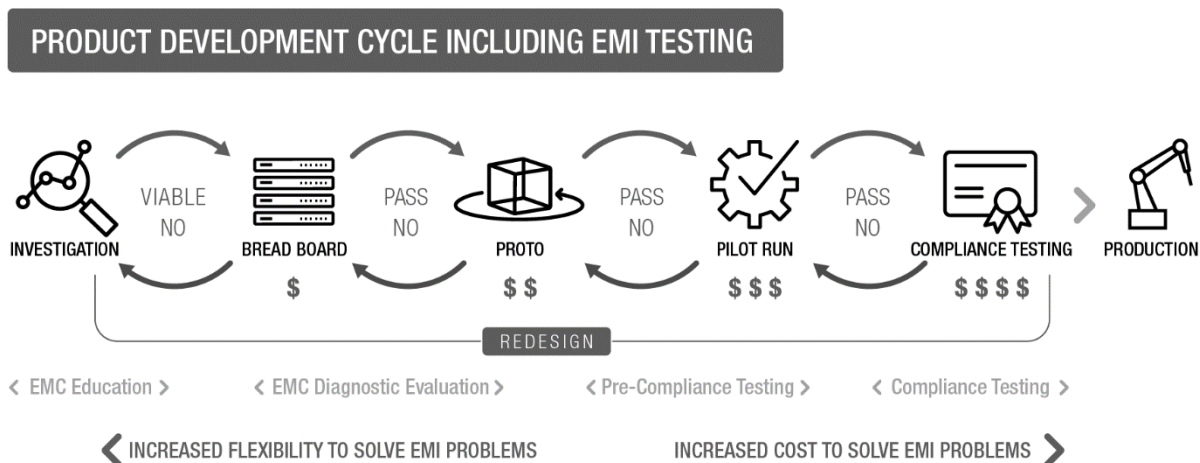 PRODUCT DEVELOPMENT CYCLE INCLUDING EMI TESTING
VIABLE
NO
PASS
NO
PASS
NO
PASS
NO
INVESTIGATION
BREAD BOARD
PROTO
PILOT RUN
COMPLIANCE TESTING
PRODUCTION
$
$ $
$ $ $
$ $ $ $
REDESIGN
< EMC Education >
< EMC Diagnostic Evaluation >
< Pre-Compliance Testing >
< Compliance Testing >
INCREASED FLEXIBILITY TO SOLVE EMI PROBLEMS
INCREASED COST TO SOLVE EMI PROBLEMS